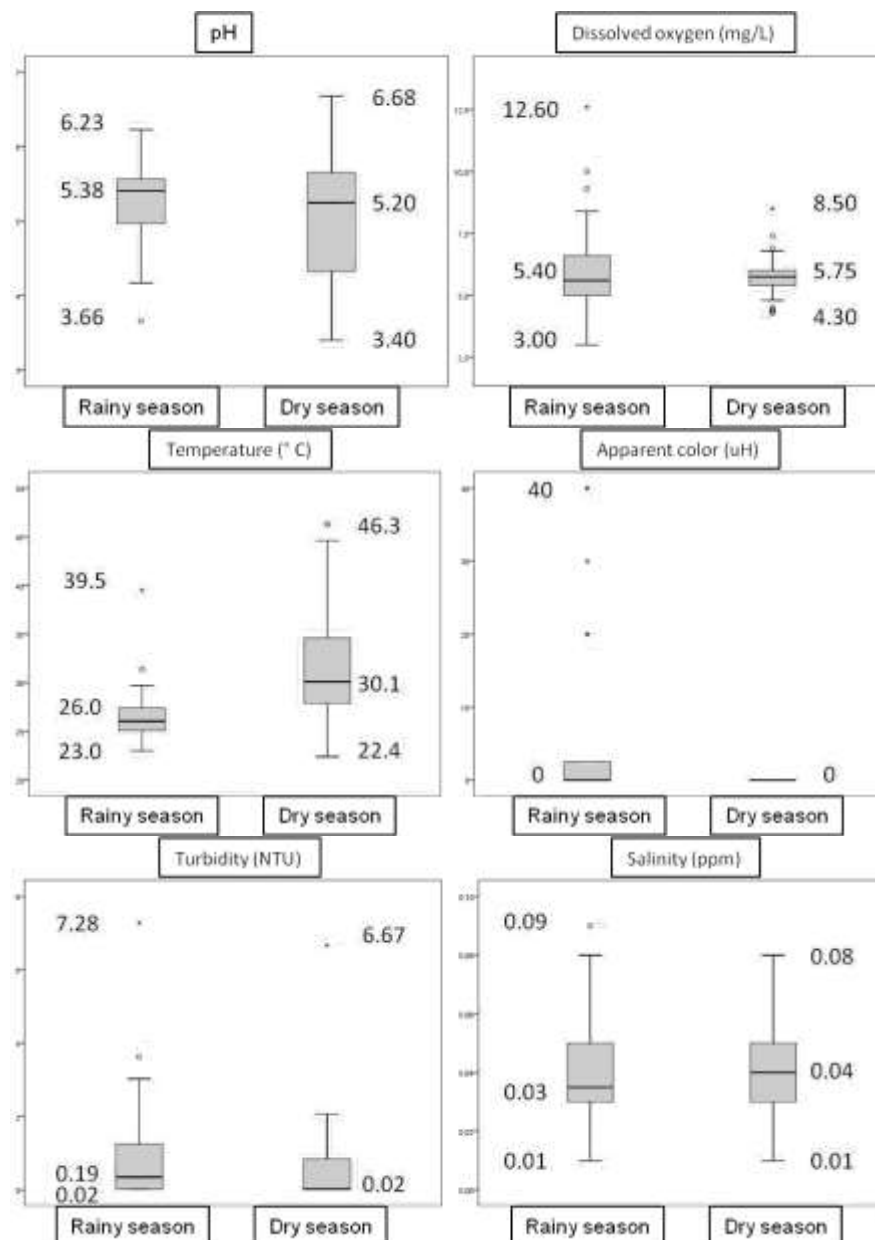 pH
6.23
5.38
3.66
6.68
5.20
3.40
Rainy season
Dry season
Dissolved oxygen (mg/L)
12.60
5.40
3.00
8.50
5.75
4.30
Rainy season
Dry season
Temperature (° C)
39.5
26.0
23.0
46.3
30.1
22.4
Rainy season
Dry season
Apparent color (uH)
40
0
0
Rainy season
Dry season
Turbidity (NTU)
7.28
0.19
0.02
6.67
0.02
Rainy season
Dry season
Salinity (ppm)
0.09
0.03
0.01
0.08
0.04
0.01
Rainy season
Dry season